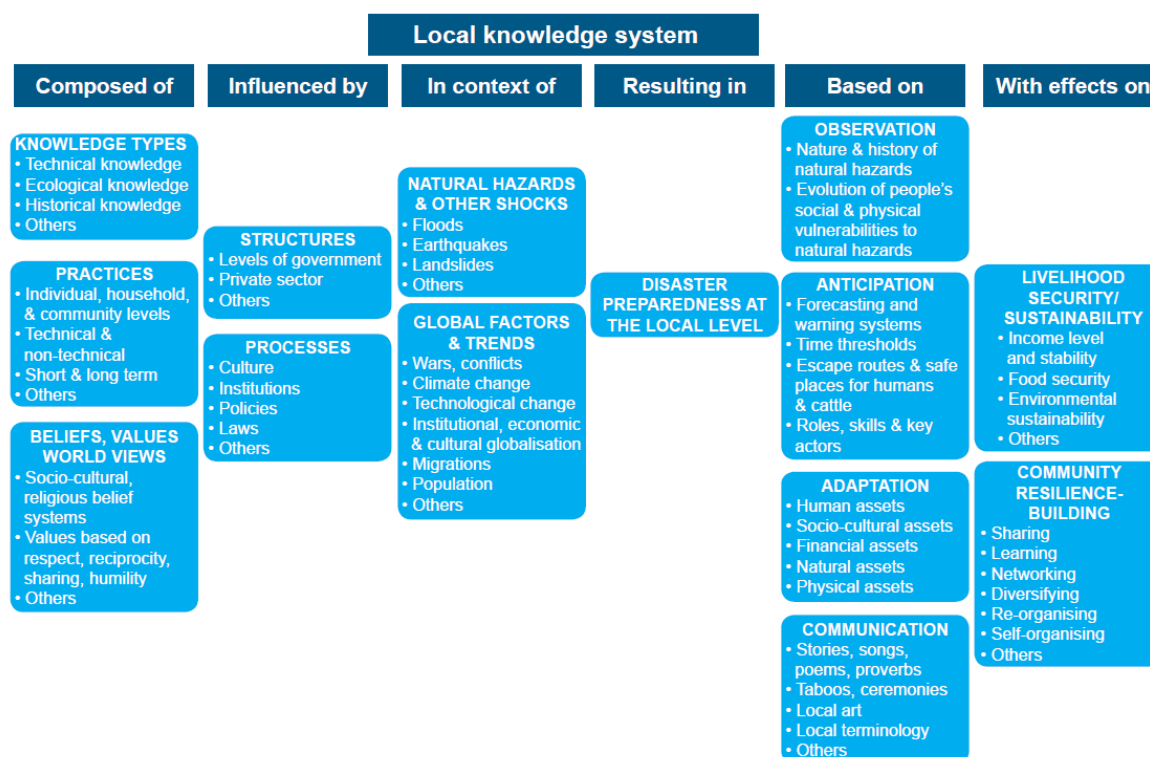 Local knowledge system
Composed of
Influenced by
In context of
Resulting in
Based on
With effects on
KNOWLEDGE TYPES
• Technical knowledge
• Ecological knowledge
• Historical knowledge
• Others
PRACTICES
• Individual, household,
& community levels
• Technical &
non-technical
• Short & long term
• Others
BELIEFS, VALUES
WORLD VIEWS
• Socio-cultural,
religious belief
systems
• Values based on
respect, reciprocity,
sharing, humility
• Others
STRUCTURES
• Levels of government
• Private sector
• Others
PROCESSES
• Culture
• Institutions
• Policies
• Laws
• Others
NATURAL HAZARDS
& OTHER SHOCKS
• Floods
• Earthquakes
• Landslides
• Others
GLOBAL FACTORS
& TRENDS
• Wars, conflicts
• Climate change
• Technological change
• Institutional, economic
& cultural globalisation
• Migrations
• Population
• Others
DISASTER
PREPAREDNESS AT
THE LOCAL LEVEL
OBSERVATION
• Nature & history of
natural hazards
• Evolution of people's
social & physical
vulnerabilities to
natural hazards
ANTICIPATION
• Forecasting and
warning systems
• Time thresholds
• Escape routes & safe
places for humans
& cattle
• Roles, skills & key
actors
ADAPTATION
• Human assets
• Socio-cultural assets
• Financial assets
• Natural assets
• Physical assets
COMMUNICATION
• Stories, songs,
poems, proverbs
• Taboos, ceremonies
• Local art
• Local terminology
• Others
LIVELIHOOD
SECURITY/
SUSTAINABILITY
• Income level
and stability
• Food security
• Environmental
sustainability
• Others
COMMUNITY
RESILIENCE-
BUILDING
• Sharing
• Learning
• Networking
• Diversifying
• Re-organising
• Self-organising
• Others